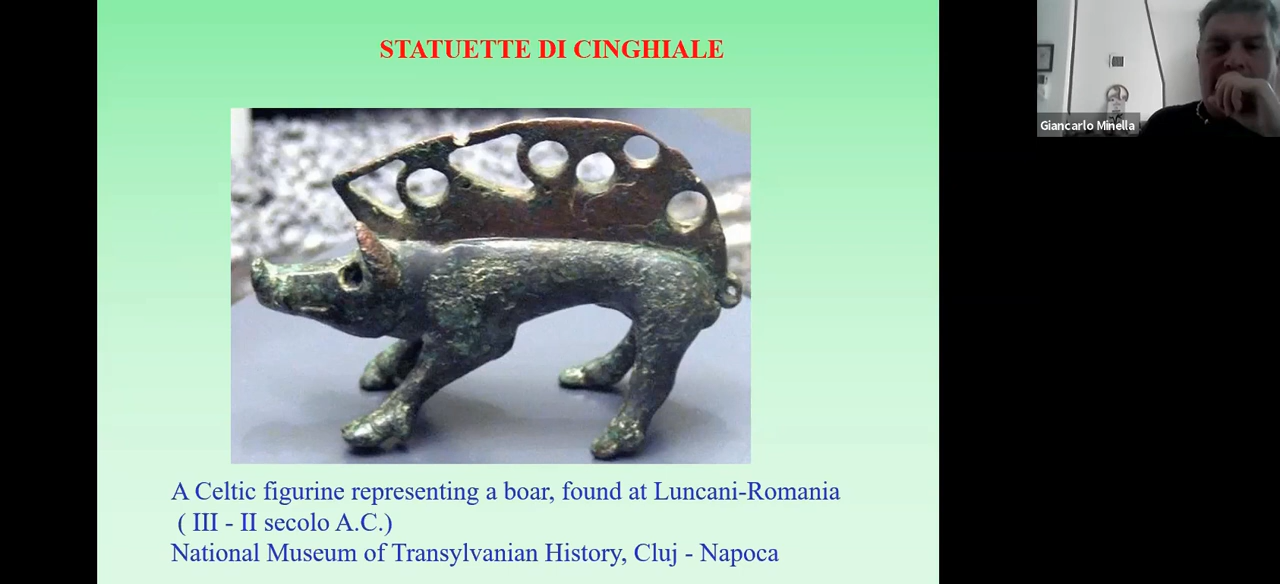 STATUETTE DI CINGHIALE
Giancarlo Minella
A Celtic figurine representing a boar, found at Luncani-Romania
( III - II secolo A.C.)
National Museum of Transylvanian History, Cluj - Napoca